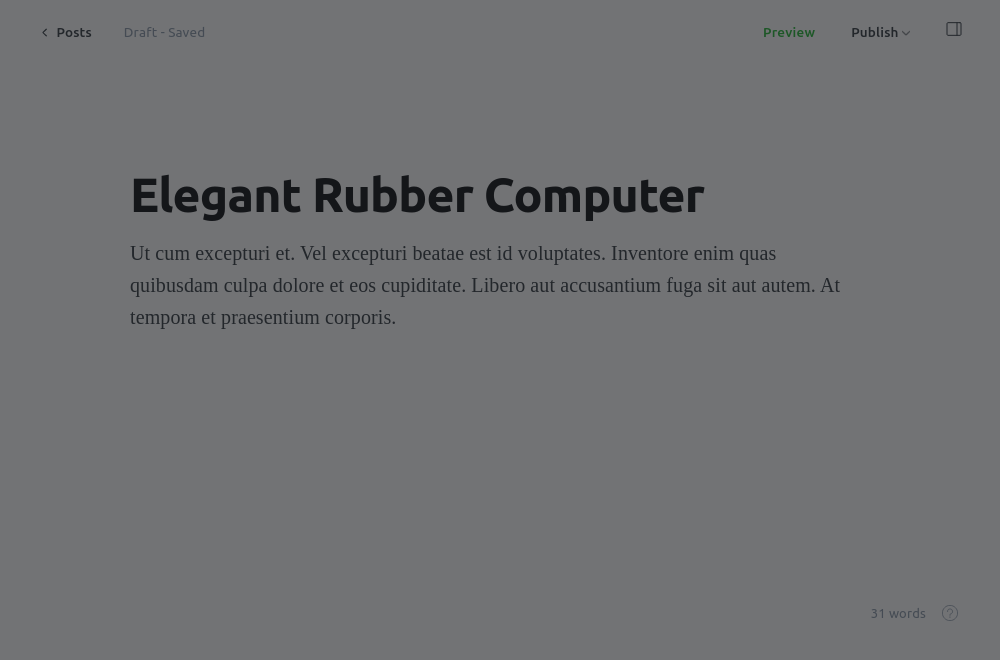 Posts
Draft - Saved
Preview
Publish
Elegant Rubber Computer
Ut cum excepturi et. Vel excepturi beatae est id voluptates. Inventore enim quas
quibusdam culpa dolore et eos cupiditate. Libero aut accusantium fuga sit aut autem. At
tempora et praesentium corporis.
31 words
?